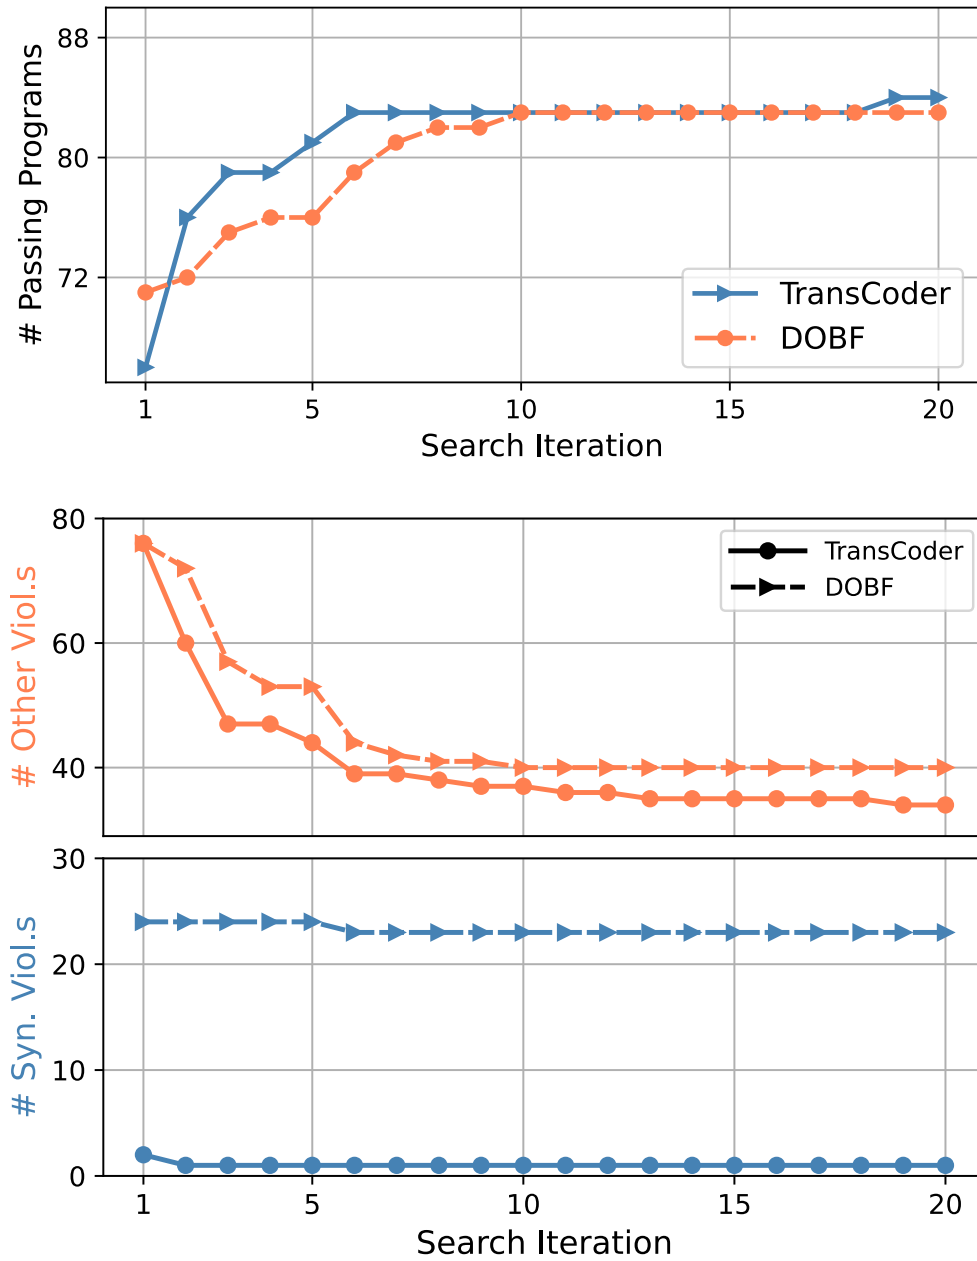 # Passing Programs
88
80
72
TransCoder
DOBF
1
5
10
15
20
Search Iteration
# Other Viol.s
80
60
40
TransCoder
DOBF
# Syn. Viol.s
30
20
10
0
1
5
10
15
20
Search Iteration